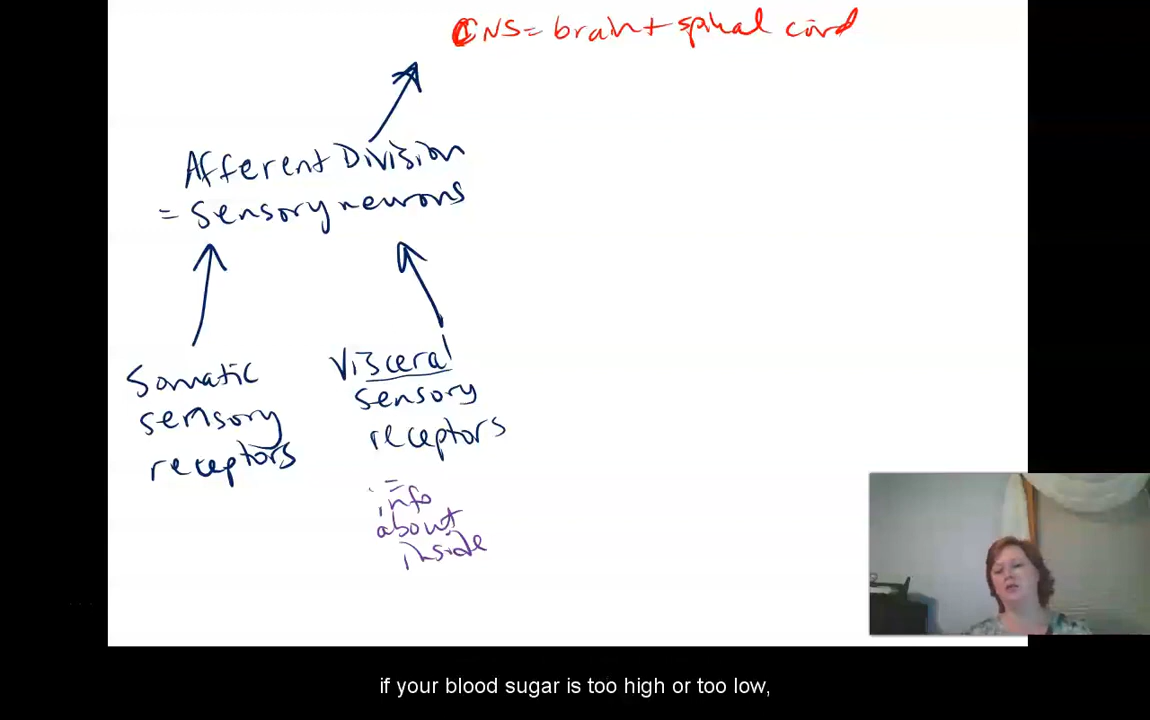 CNS= brain + spinal cord
Afferent Division
= sensory neurons
Somatic
sensory
receptors
Visceral
sensory
receptors
=
info
about
inside
if your blood sugar is too high or too low,